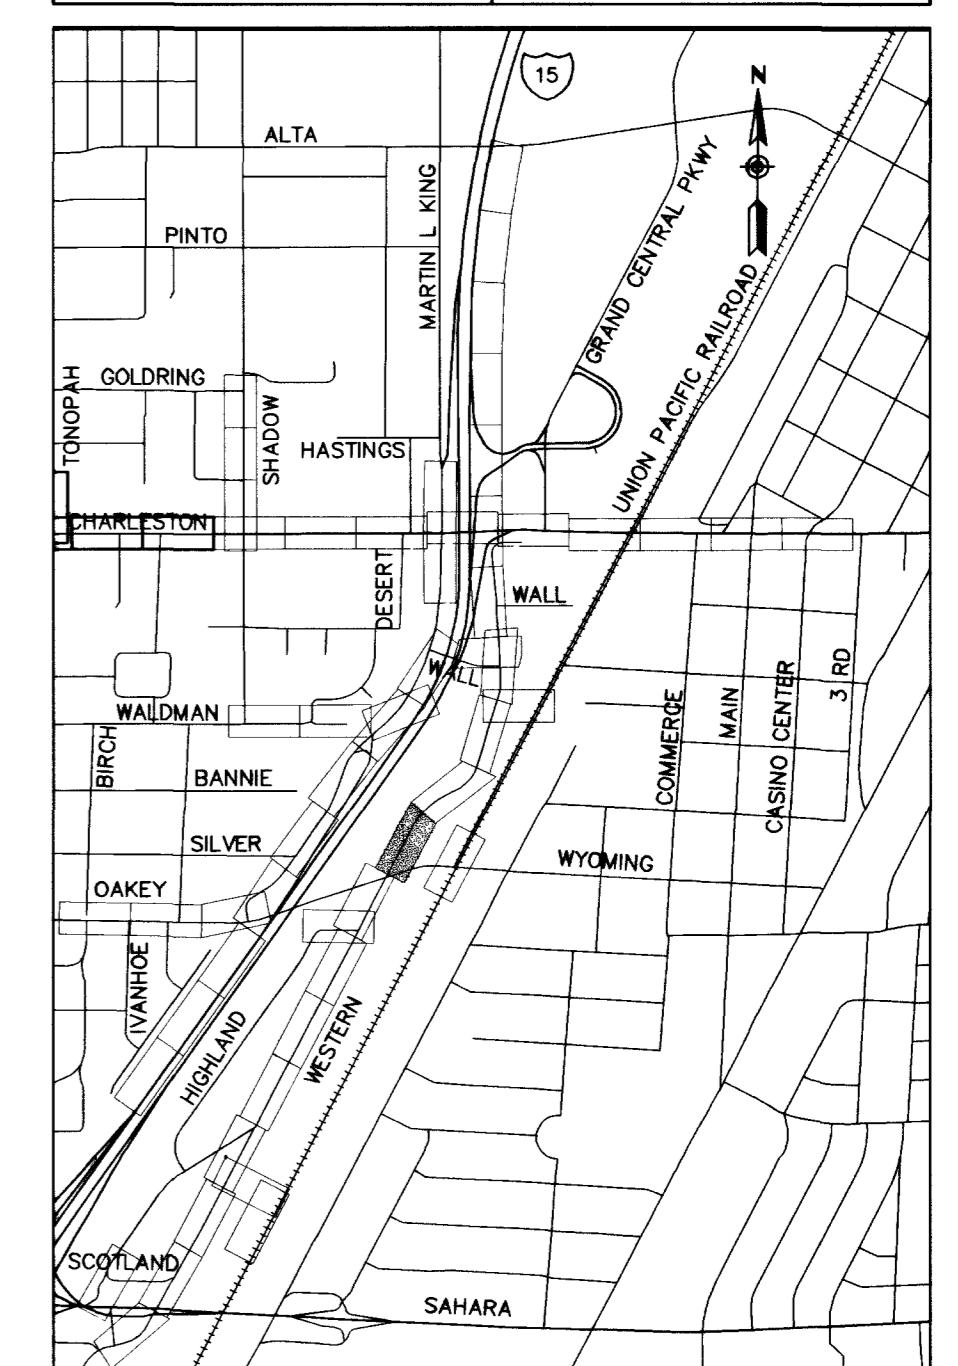 15
N
ALTA
MARTIN L KING
GRAND CENTRAL PKWY
PINTO
UNION PACIFIC RAILROAD
TONOPAH
GOLDRING
SHADOW
HASTINGS
CHARLESTON
DESERT
WALL
WALL
WALDMAN
COMMERCE
MAIN
CASINO CENTER
3 RD
BIRCH
BANNIE
SILVER
WYOMING
OAKEY
IVANHOE
HIGHLAND
WESTERN
SCOTLAND
SAHARA